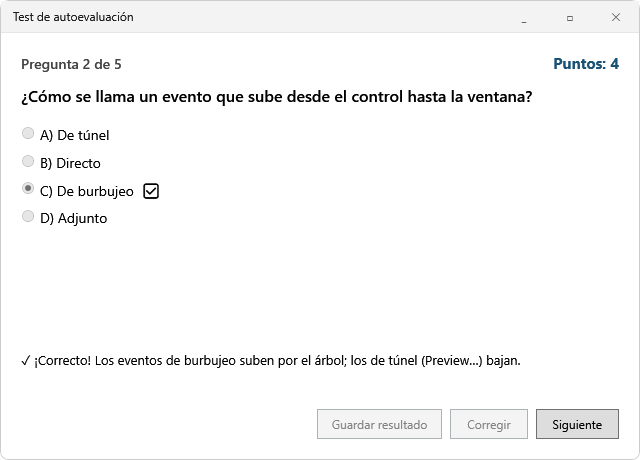 Test de autoevaluación
Pregunta 2 de 5
Puntos: 4
¿Cómo se llama un evento que sube desde el control hasta la ventana?
A) De túnel
B) Directo
C) De burbujeo
D) Adjunto
✓ ¡Correcto! Los eventos de burbujeo suben por el árbol; los de túnel (Preview...) bajan.
Guardar resultado
Corregir
Siguiente